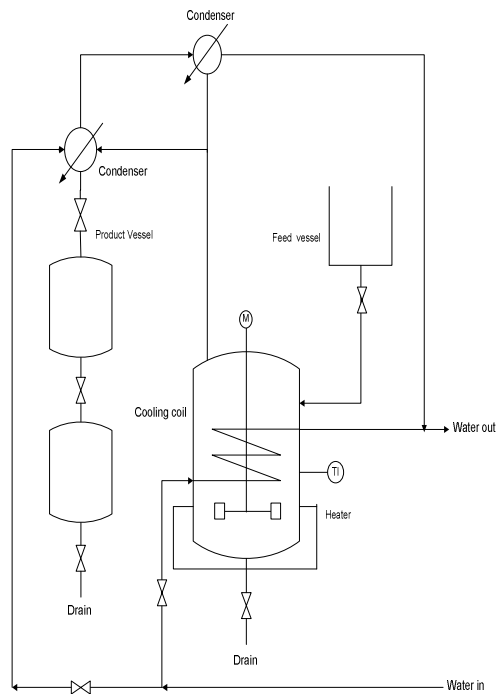 Condenser
Condenser
Product Vessel
Feed vessel
M
Cooling coil
Water out
TI
Heater
Drain
Drain
Water in